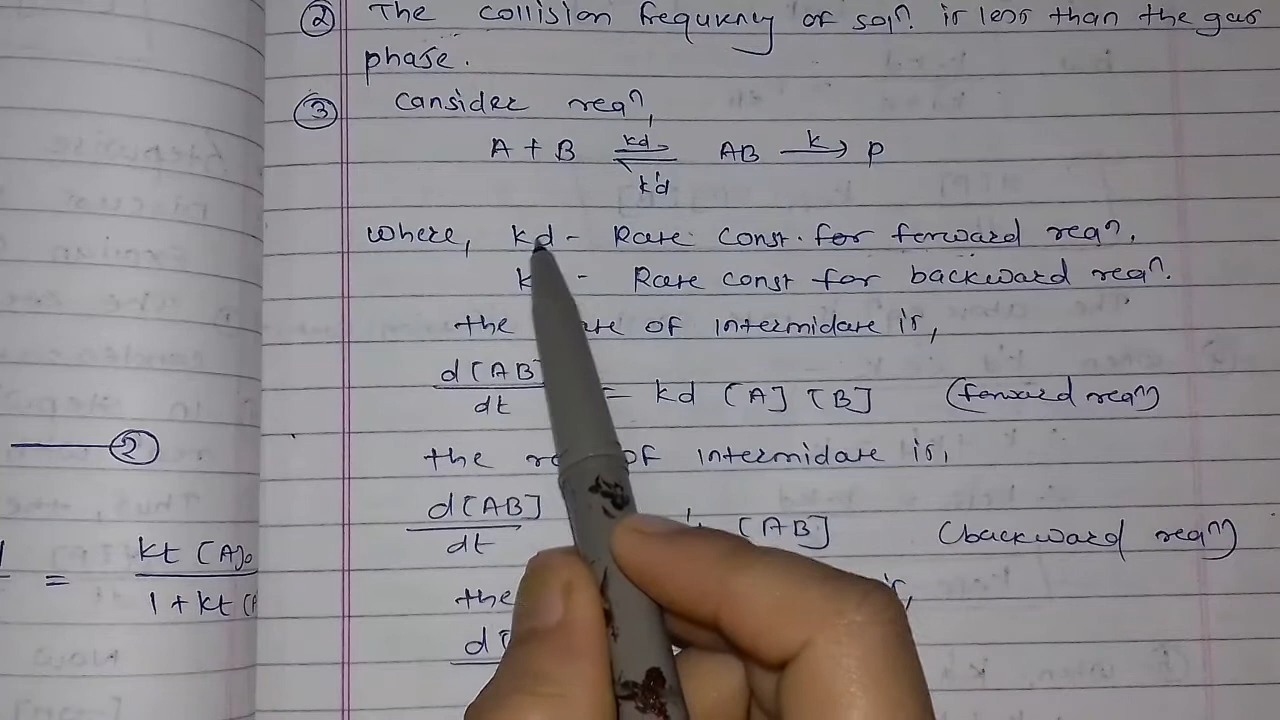 ② The collision frequency of solⁿ. is less than the gas
phase.
③ Consider reaⁿ,
A + B kd ⇌ k'd AB k → P
where, kd - Rate const. for forward reaⁿ.
k - Rate const for backward reaⁿ.
the of intermidate is,
d[AB] / dt = kd [A] [B] (forward reaⁿ)
the of intermidate is,
d[AB] / dt [AB] (backward reaⁿ)
the
d[
②
= kt [A]₀ / 1 + kt [A